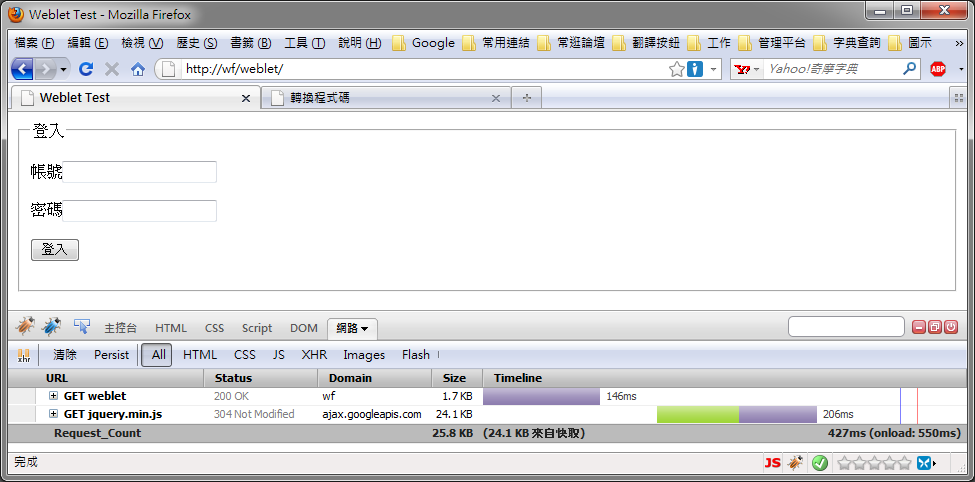 Weblet Test - Mozilla Firefox
檔案 (F) 編輯 (E) 檢視 (V) 歷史 (S) 書籤 (B) 工具 (T) 說明 (H) Google 常用連結 常逛論壇 翻譯按鈕 工作 管理平台 字典查詢 圖示 »
http://wf/weblet/ Yahoo!奇摩字典 ABP
Weblet Test 轉換程式碼
登入
帳號
密碼
登入
主控台 HTML CSS Script DOM 網路
xhr 清除 Persist All HTML CSS JS XHR Images Flash
URL Status Domain Size Timeline
GET weblet 200 OK wf 1.7 KB 146ms
GET jquery.min.js 304 Not Modified ajax.googleapis.com 24.1 KB 206ms
Request_Count 25.8 KB (24.1 KB 來自快取) 427ms (onload: 550ms)
完成 JS